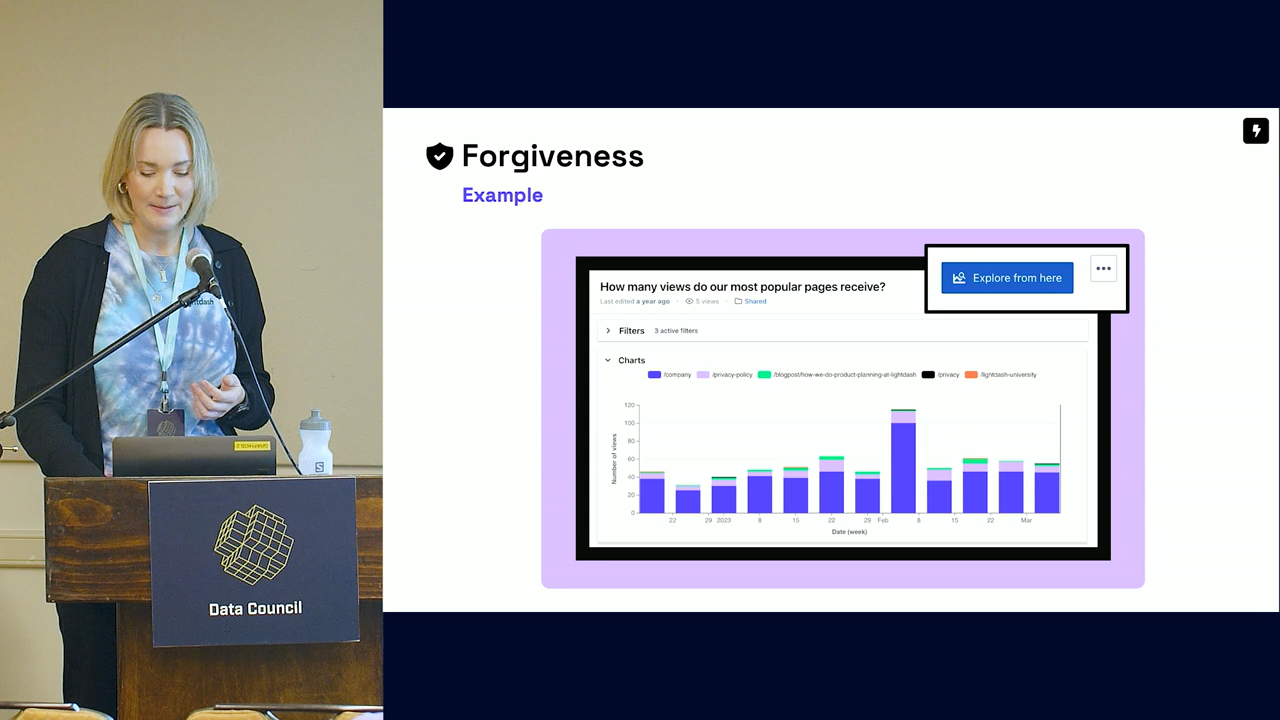 Forgiveness
Example
Explore from here
How many views do our most popular pages receive?
Last edited a year ago · 5 views · Shared
Filters 3 active filters
Charts
/company /privacy-policy /blogpost/how-we-do-product-planning-at-lightdash /privacy /lightdash-university
120
100
80
60
40
20
0
Number of views
22 29 2023 8 15 22 29 Feb 8 15 22 Mar
Date (week)
GRAPHICS 2
S
Data Council